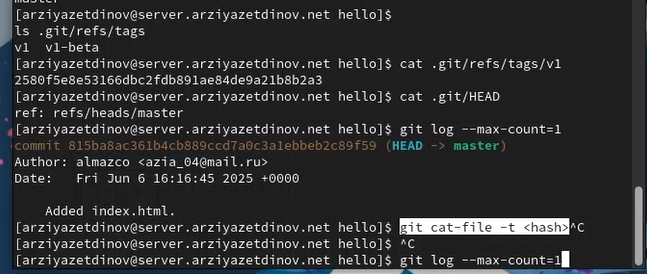 master
[arziyazetdinov@server.arziyazetdinov.net hello]$
ls .git/refs/tags
v1  v1-beta
[arziyazetdinov@server.arziyazetdinov.net hello]$ cat .git/refs/tags/v1
2580f5e8e53166dbc2fdb891ae84de9a21b8b2a3
[arziyazetdinov@server.arziyazetdinov.net hello]$ cat .git/HEAD
ref: refs/heads/master
[arziyazetdinov@server.arziyazetdinov.net hello]$ git log --max-count=1
commit 815ba8ac361b4cb889ccd7a0c3a1ebbeb2c89f59 (HEAD -> master)
Author: almazco <azia_04@mail.ru>
Date:   Fri Jun 6 16:16:45 2025 +0000
    Added index.html.
[arziyazetdinov@server.arziyazetdinov.net hello]$ git cat-file -t <hash>^C
[arziyazetdinov@server.arziyazetdinov.net hello]$ ^C
[arziyazetdinov@server.arziyazetdinov.net hello]$ git log --max-count=1